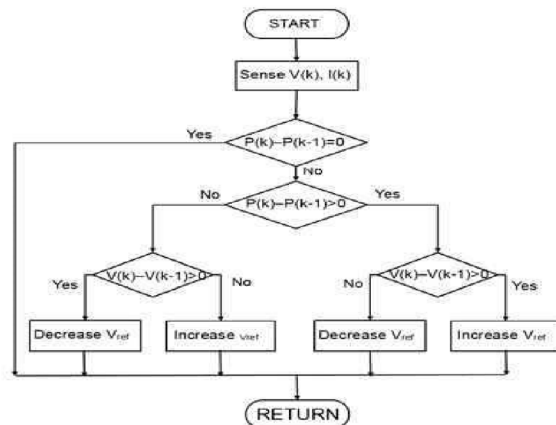 START
Sense V(k), I(k)
Yes
P(k)–P(k-1)=0
No
No
P(k)–P(k-1)>0
Yes
V(k)–V(k-1)>0
V(k)–V(k-1)>0
Yes
No
No
Yes
Decrease Vref
Increase Vref
Decrease Vref
Increase Vref
RETURN